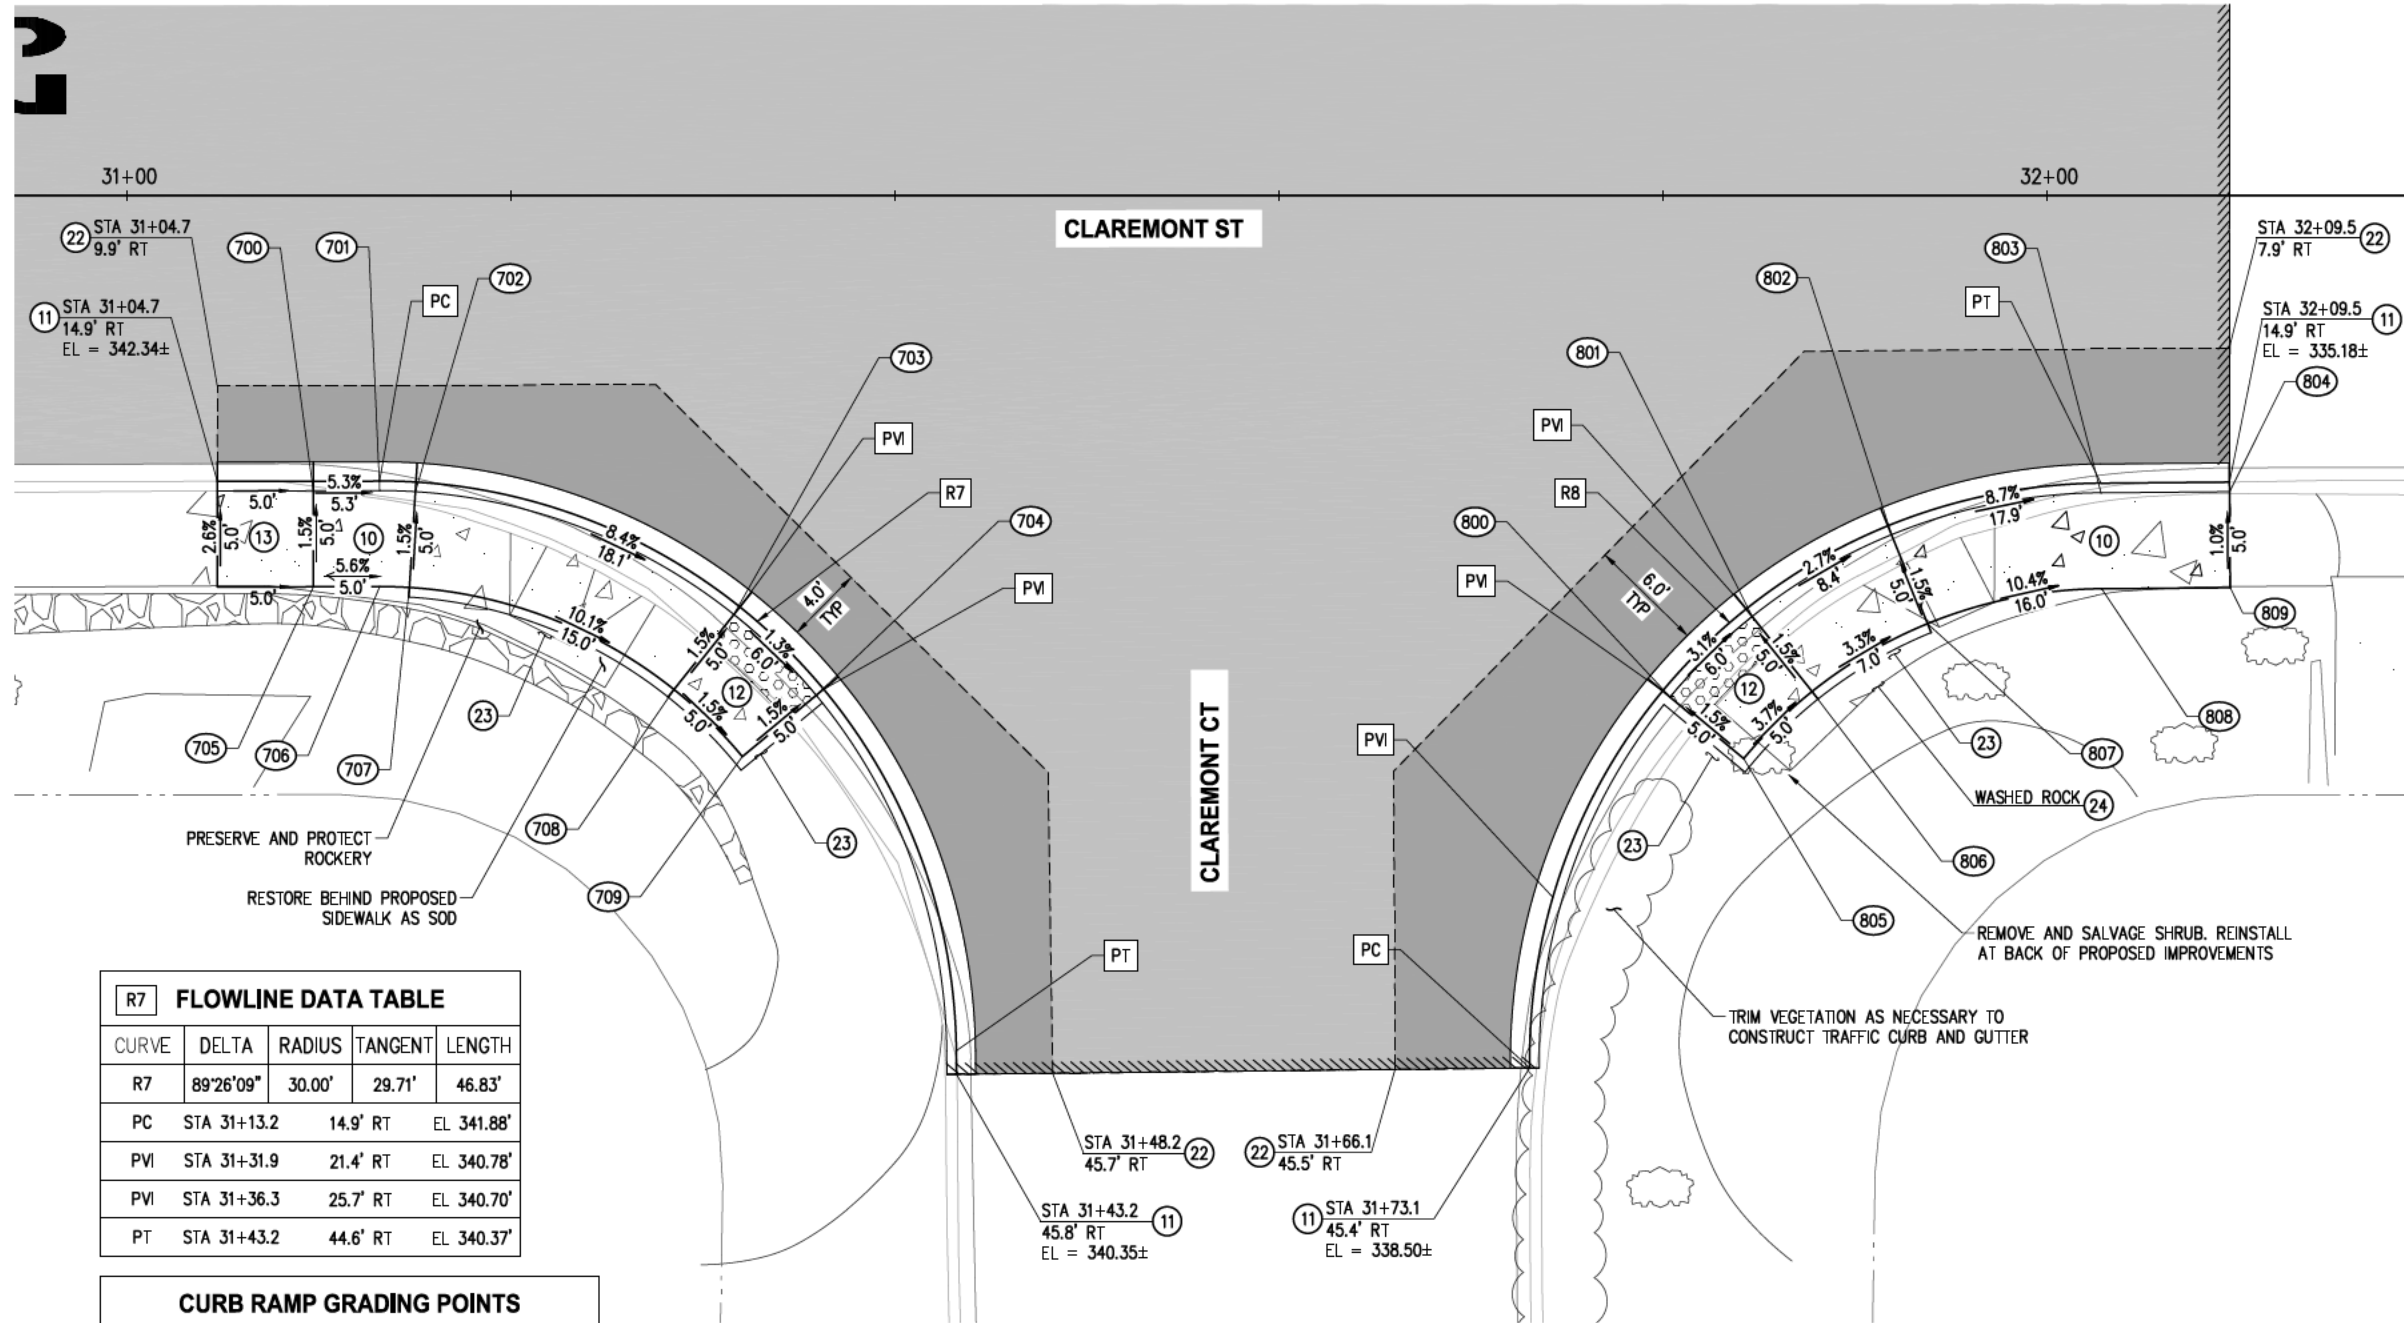 31+00
32+00
CLAREMONT ST
22
STA 31+04.7
9.9' RT
700
701
702
PC
11
STA 31+04.7
14.9' RT
EL = 342.34±
703
PVI
R7
704
PVI
803
802
PT
801
PVI
R8
800
PVI
STA 32+09.5
22
7.9' RT
STA 32+09.5
11
14.9' RT
EL = 335.18±
804
5.3%
5.0'
5.3'
2.6%
5.0'
13
1.5%
5.0'
10
1.5%
5.0'
5.6%
5.0'
5.0'
8.4%
18.1'
10.1%
15.0'
1.5%
5.0'
1.3%
6.0'
12
1.5%
5.0'
1.5%
5.0'
4.0'
TYP
6.0'
TYP
3.1%
6.0'
1.5%
5.0'
12
1.5%
5.0'
3.7%
5.0'
2.7%
8.4'
3.3%
7.0'
1.5%
5.0'
8.7%
17.9'
10
10.4%
16.0'
1.0%
5.0'
809
808
23
807
WASHED ROCK
24
806
805
23
PVI
PC
CLAREMONT CT
705
706
707
23
708
709
23
PT
PRESERVE AND PROTECT
ROCKERY
RESTORE BEHIND PROPOSED
SIDEWALK AS SOD
REMOVE AND SALVAGE SHRUB. REINSTALL
AT BACK OF PROPOSED IMPROVEMENTS
TRIM VEGETATION AS NECESSARY TO
CONSTRUCT TRAFFIC CURB AND GUTTER
STA 31+48.2
22
45.7' RT
22
STA 31+66.1
45.5' RT
STA 31+43.2
11
45.8' RT
EL = 340.35±
11
STA 31+73.1
45.4' RT
EL = 338.50±
R7 FLOWLINE DATA TABLE
CURVE DELTA RADIUS TANGENT LENGTH
R7 89°26'09" 30.00' 29.71' 46.83'
PC STA 31+13.2 14.9' RT EL 341.88'
PVI STA 31+31.9 21.4' RT EL 340.78'
PVI STA 31+36.3 25.7' RT EL 340.70'
PT STA 31+43.2 44.6' RT EL 340.37'
CURB RAMP GRADING POINTS